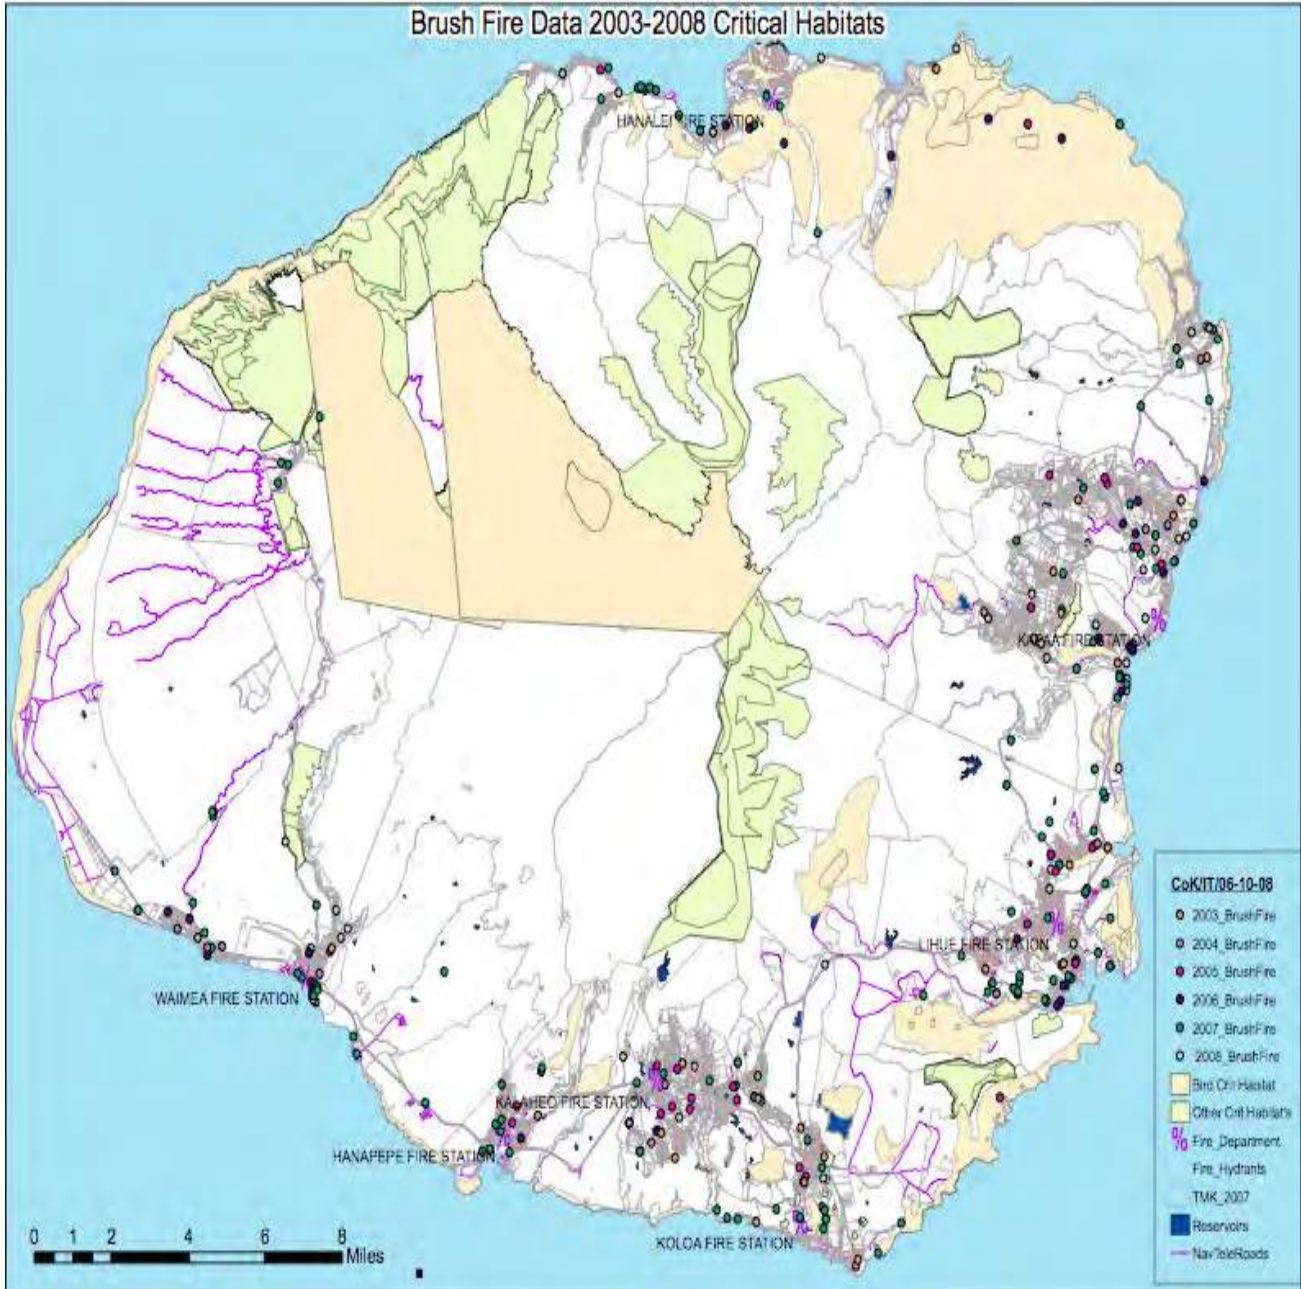 Brush Fire Data 2003-2008 Critical Habitats
HANALEI FIRE STATION
KAPAA FIRE STATION
LIHUE FIRE STATION
WAIMEA FIRE STATION
KALAHEO FIRE STATION
HANAPEPE FIRE STATION
KOLOA FIRE STATION
0 1 2 4 6 8
Miles
CoK/IT/06-10-08
2003_BrushFire
2004_BrushFire
2005_BrushFire
2006_BrushFire
2007_BrushFire
2008_BrushFire
Bird Crit Habitat
Other Crit Habitat's
Fire_Department
Fire_Hydrants
TMK_2007
Reservoirs
NavTeleRoads